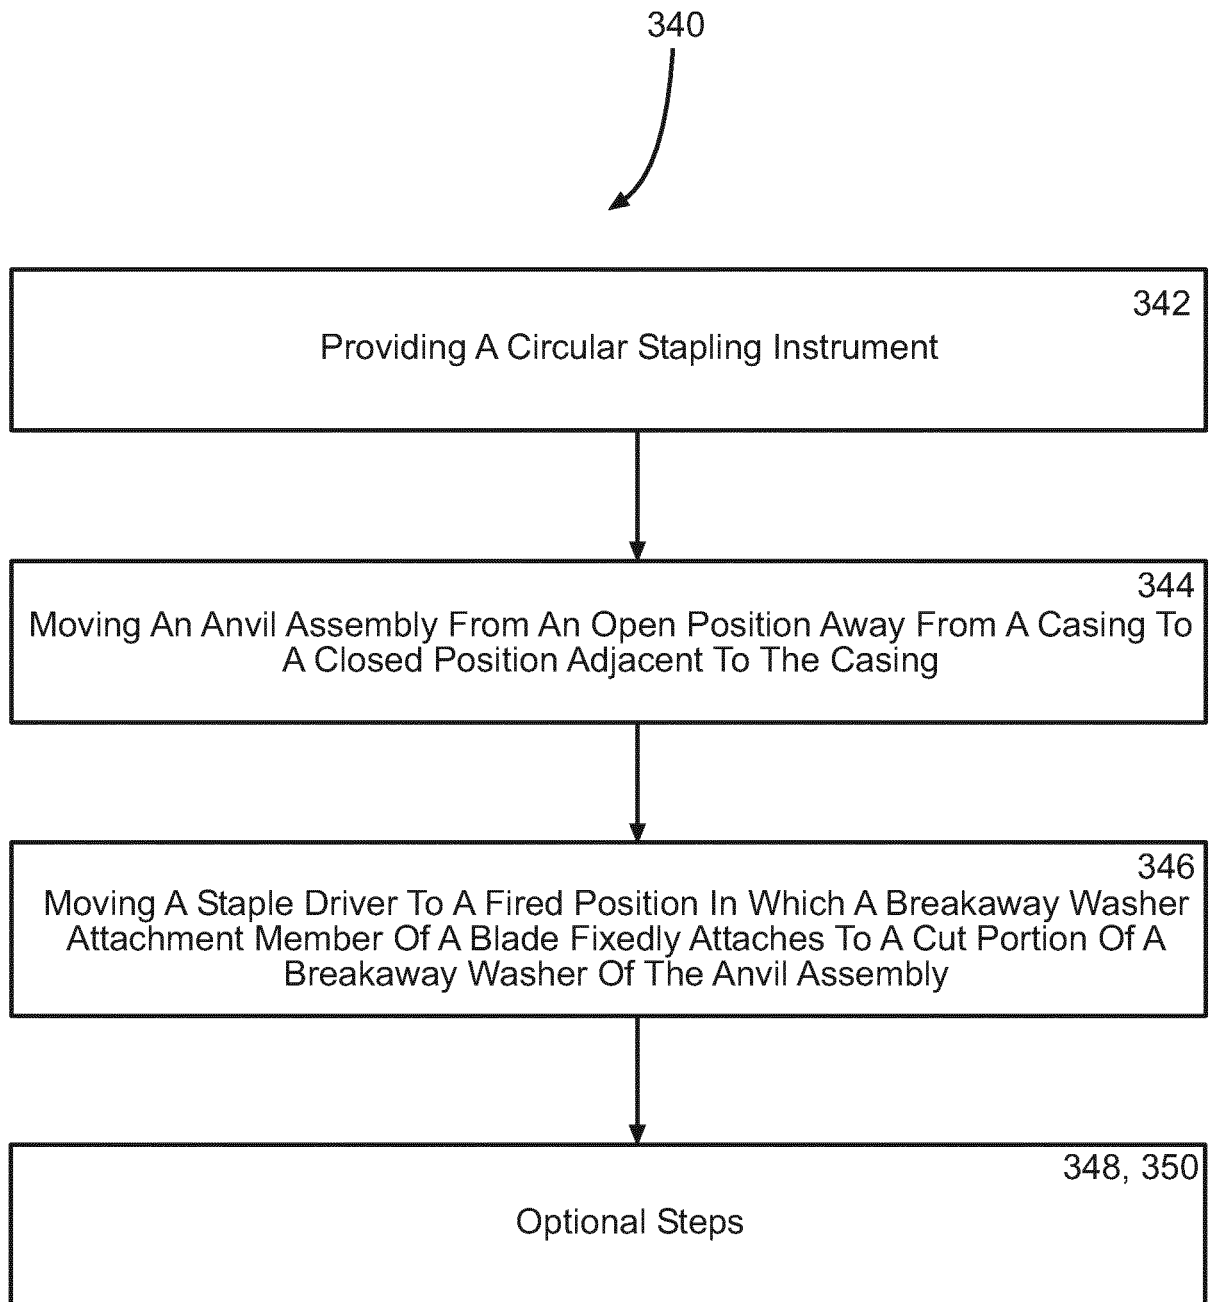 340
342
Providing A Circular Stapling Instrument
344
Moving An Anvil Assembly From An Open Position Away From A Casing To
A Closed Position Adjacent To The Casing
346
Moving A Staple Driver To A Fired Position In Which A Breakaway Washer
Attachment Member Of A Blade Fixedly Attaches To A Cut Portion Of A
Breakaway Washer Of The Anvil Assembly
348, 350
Optional Steps